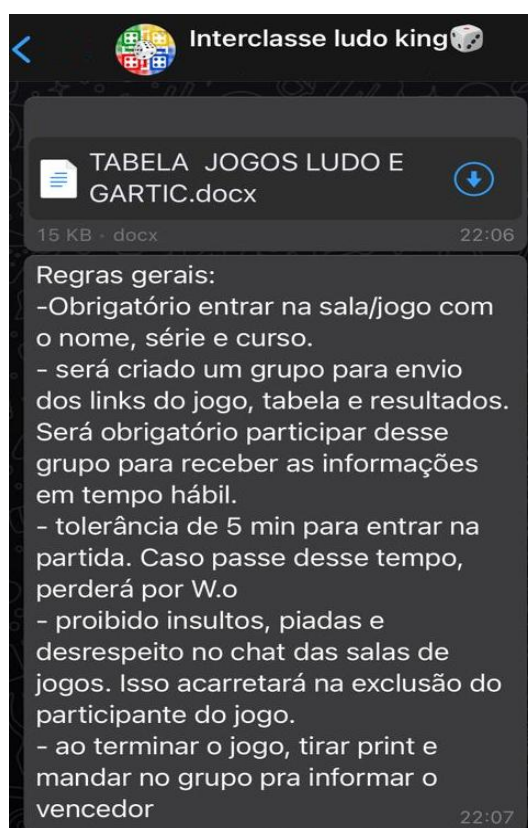 Interclasse ludo king
TABELA JOGOS LUDO E
GARTIC.docx
15 KB · docx 22:06
Regras gerais:
-Obrigatório entrar na sala/jogo com
o nome, série e curso.
- será criado um grupo para envio
dos links do jogo, tabela e resultados.
Será obrigatório participar desse
grupo para receber as informações
em tempo hábil.
- tolerância de 5 min para entrar na
partida. Caso passe desse tempo,
perderá por W.o
- proibido insultos, piadas e
desrespeito no chat das salas de
jogos. Isso acarretará na exclusão do
participante do jogo.
- ao terminar o jogo, tirar print e
mandar no grupo pra informar o
vencedor 22:07